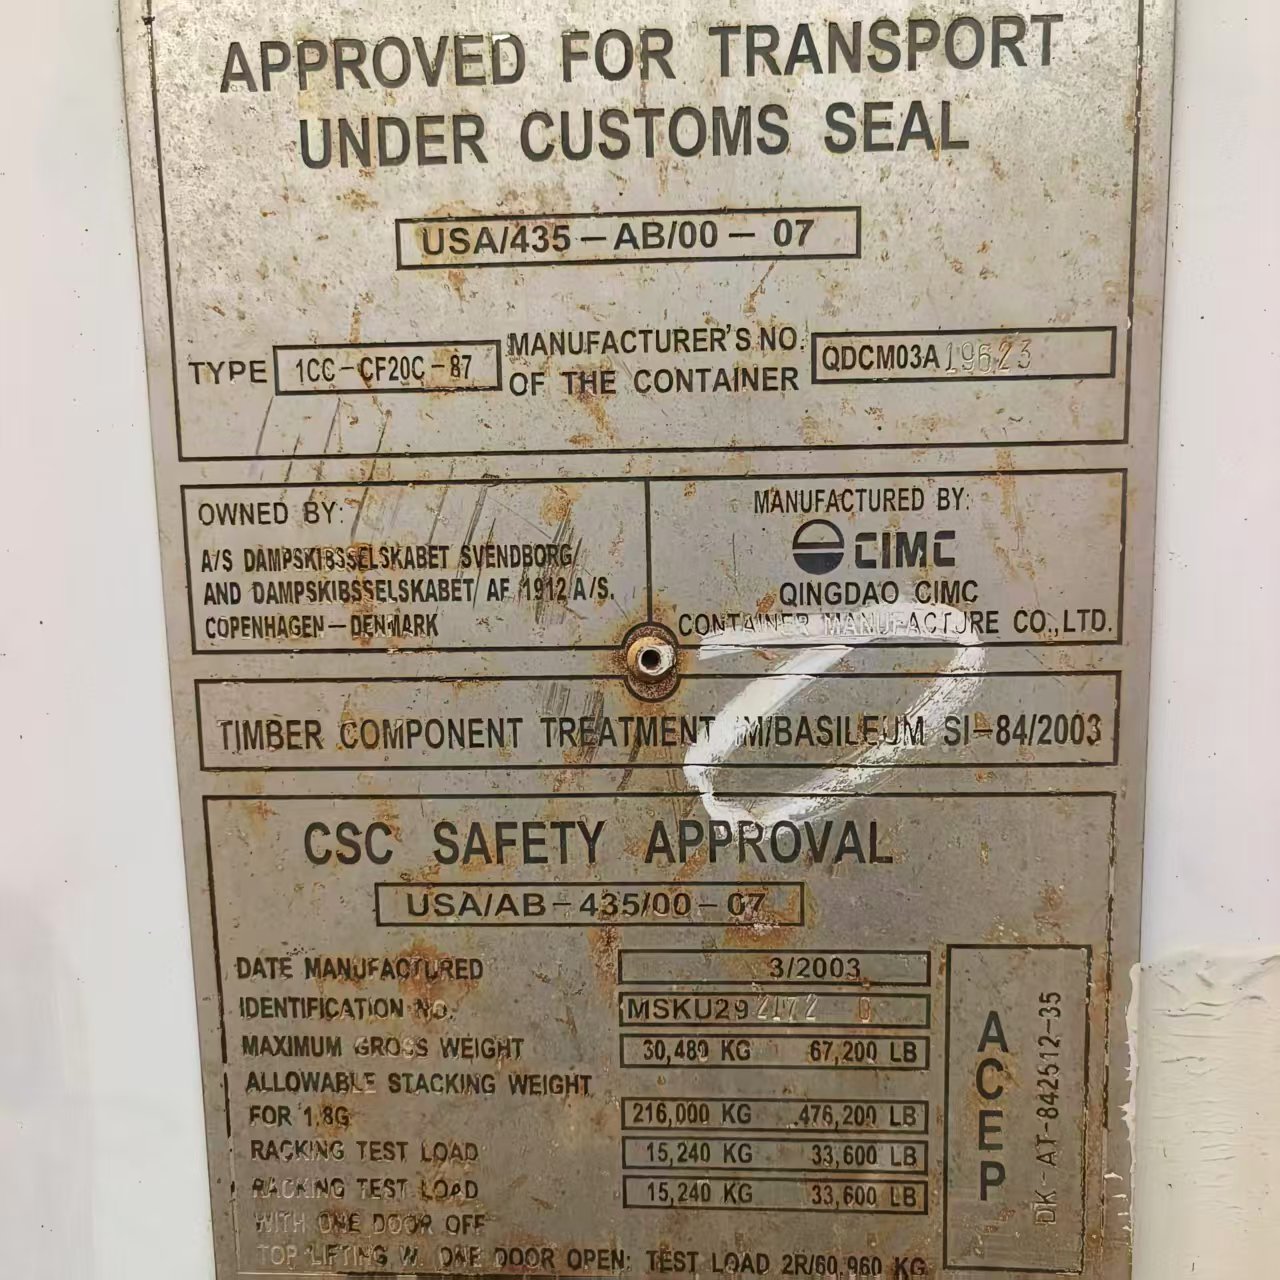 APPROVED FOR TRANSPORT
UNDER CUSTOMS SEAL
USA/435 – AB/00 – 07
TYPE 1CC – CF20C – 87
MANUFACTURER'S NO.
OF THE CONTAINER
QDCM03A19623
OWNED BY:
A/S DAMPSKIBSSELSKABET SVENDBORG
AND DAMPSKIBSSELSKABET AF 1912 A/S.
COPENHAGEN – DENMARK
MANUFACTURED BY:
CIMC
QINGDAO CIMC
CONTAINER MANUFACTURE CO.,LTD.
TIMBER COMPONENT TREATMENT IM/BASILEUM SI–84/2003
CSC SAFETY APPROVAL
USA/AB – 435/00 – 07
DATE MANUFACTURED 3/2003
IDENTIFICATION NO. MSKU29
MAXIMUM GROSS WEIGHT 30,480 KG 67,200 LB
ALLOWABLE STACKING WEIGHT
FOR 1.8G 216,000 KG 476,200 LB
RACKING TEST LOAD 15,240 KG 33,600 LB
RACKING TEST LOAD 15,240 KG 33,600 LB
WITH ONE DOOR OFF
TOP LIFTING W. ONE DOOR OPEN: TEST LOAD 2R/60,960 KG
ACEP
DK – AT–842512–35